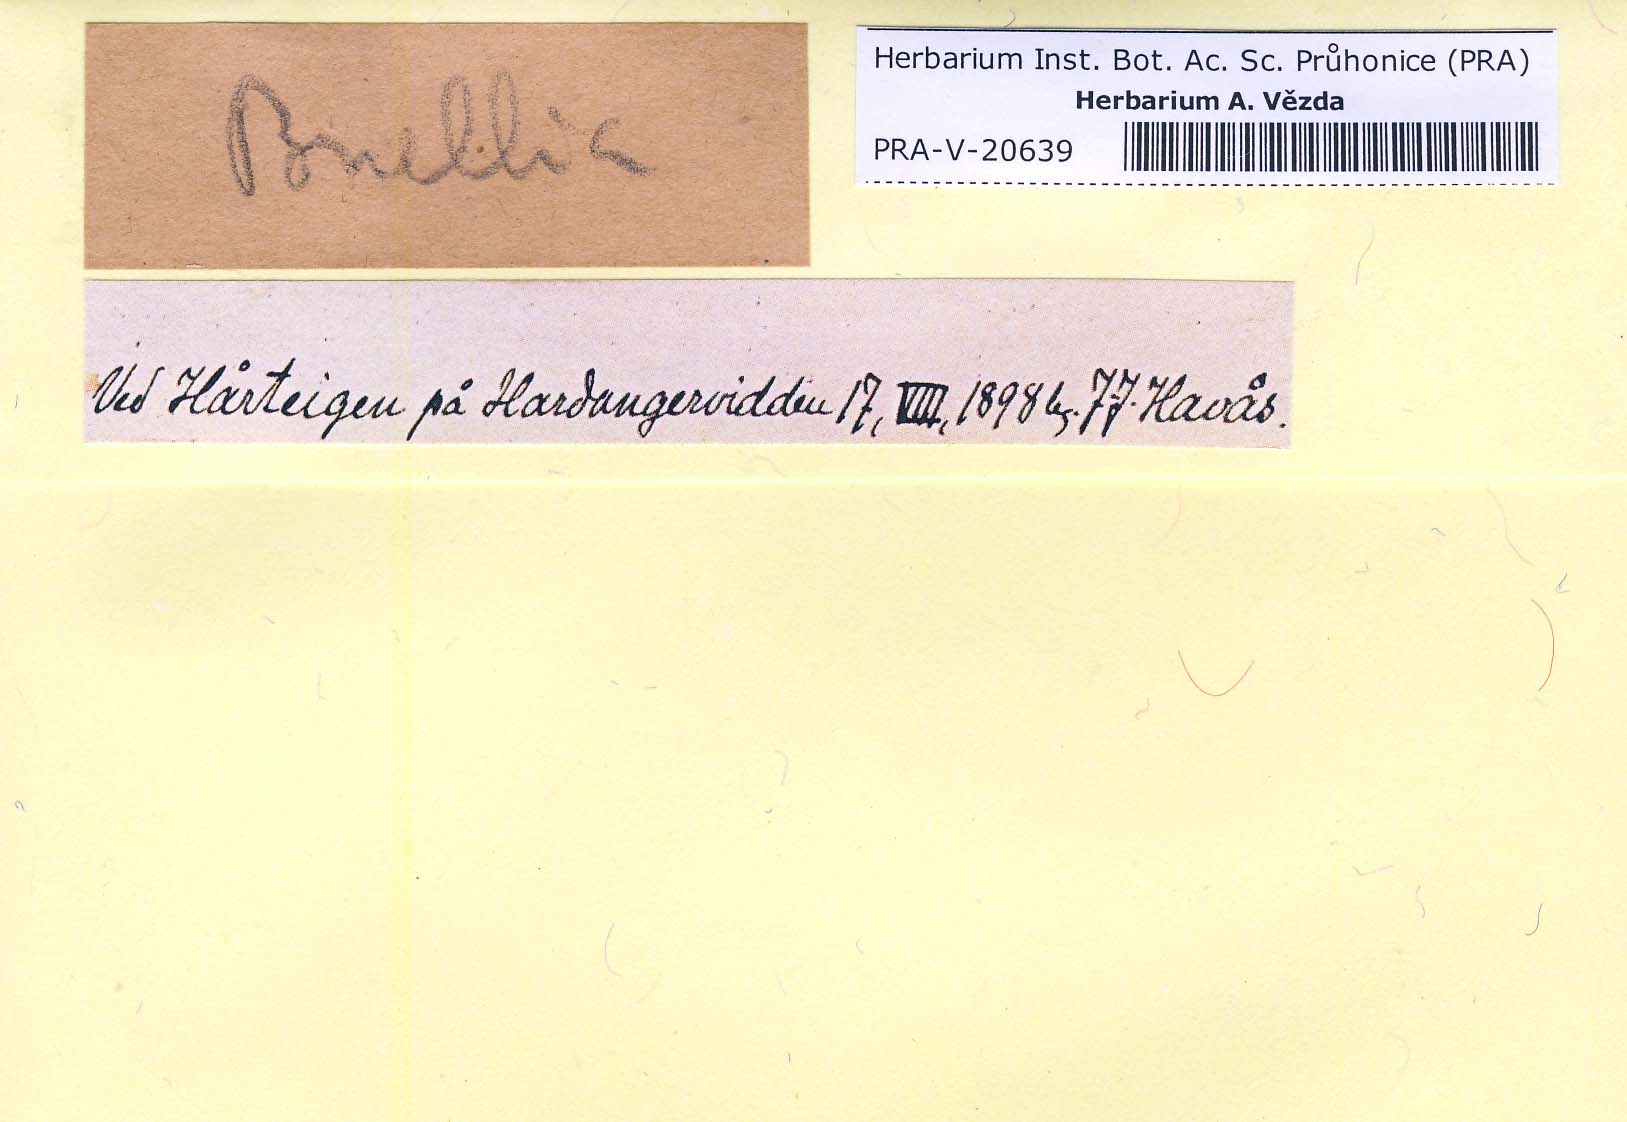 Herbarium Inst. Bot. Ac. Sc. Průhonice (PRA)
Herbarium A. Vězda
PRA-V-20639
Ved Hårteigen på Hardangervidden 17, VIII, 1898 lg. J.J. Havås.